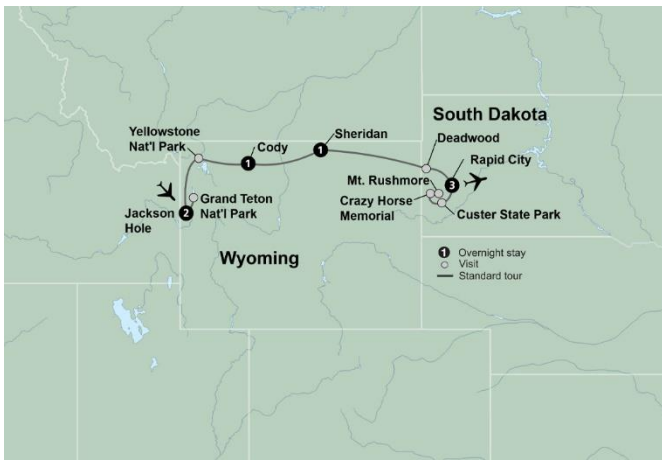 South Dakota
Sheridan
Yellowstone
Nat'l Park
Cody
Deadwood
Rapid City
Mt. Rushmore
Grand Teton
Nat'l Park
Crazy Horse
Memorial
Custer State Park
Jackson
Hole
Wyoming
1
1
3
2
1 Overnight stay
Visit
Standard tour